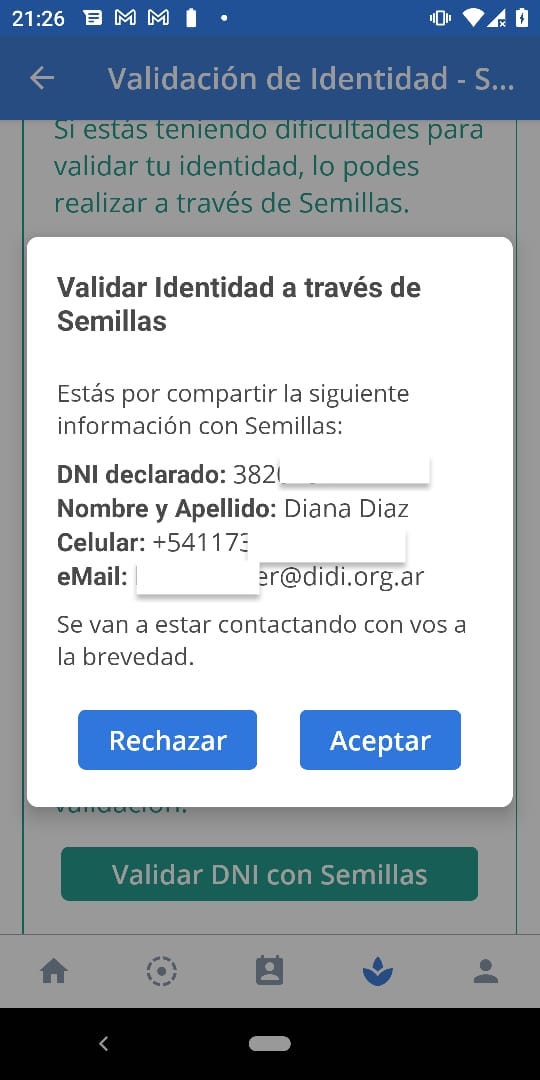 21:26
Validación de Identidad - S...
Si estás teniendo dificultades para
validar tu identidad, lo podes
realizar a través de Semillas.
Validar Identidad a través de
Semillas
Estás por compartir la siguiente
información con Semillas:
DNI declarado: 382
Nombre y Apellido: Diana Diaz
Celular: +541173
eMail: er@didi.org.ar
Se van a estar contactando con vos a
la brevedad.
Rechazar
Aceptar
validación.
Validar DNI con Semillas